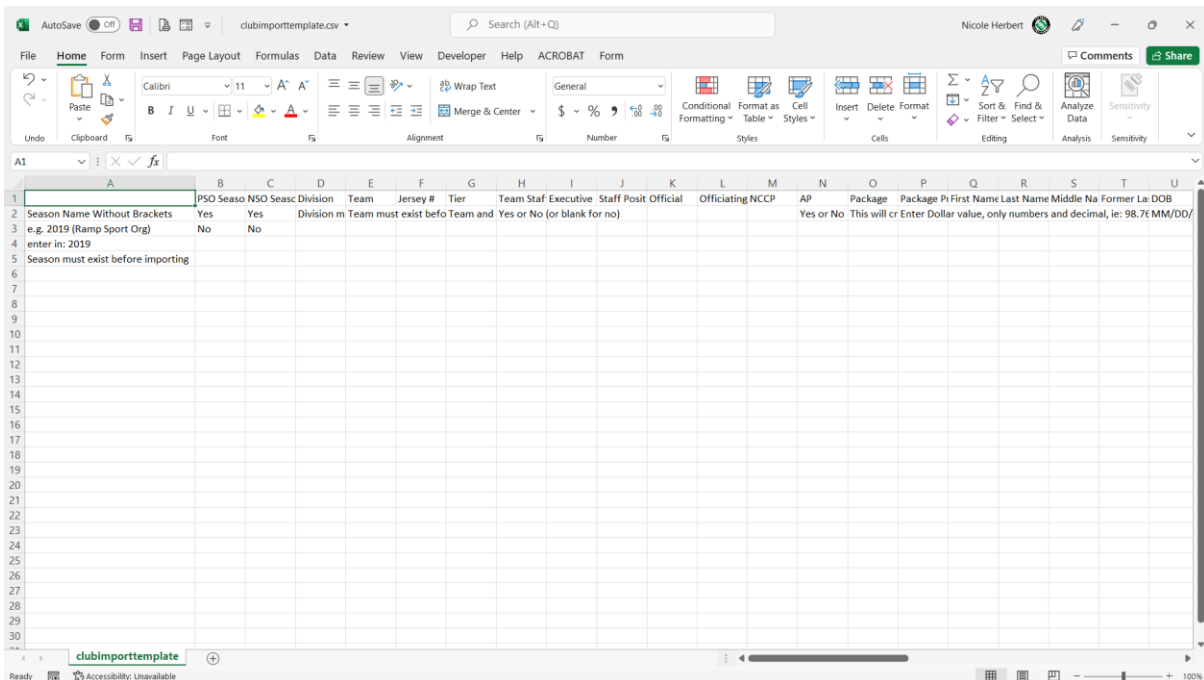 AutoSave Off clubimporttemplate.csv Search (Alt+Q) Nicole Herbert
File Home Form Insert Page Layout Formulas Data Review View Developer Help ACROBAT Form Comments Share
Calibri 11 A^ A˅ ab Wrap Text General
Paste B I U A Merge & Center $ % 9 Conditional Formatting Format as Table Cell Styles Insert Delete Format Sort & Filter Find & Select Analyze Data Sensitivity
Undo Clipboard Font Alignment Number Styles Cells Editing Analysis Sensitivity
A1 fx
A B C D E F G H I J K L M N O P Q R S T U
1 PSO Seaso NSO Seasc Division Team Jersey # Tier Team Staf Executive Staff Posit Official Officiating NCCP AP Package Package Pi First Name Last Name Middle Na Former La DOB
2 Season Name Without Brackets Yes Yes Division m Team must exist befo Team and Yes or No (or blank for no) Yes or No This will cr Enter Dollar value, only numbers and decimal, ie: 98.76 MM/DD/
3 e.g. 2019 (Ramp Sport Org) No No
4 enter in: 2019
5 Season must exist before importing
6
7
8
9
10
11
12
13
14
15
16
17
18
19
20
21
22
23
24
25
26
27
28
29
30
clubimporttemplate
Ready Accessibility: Unavailable 100%